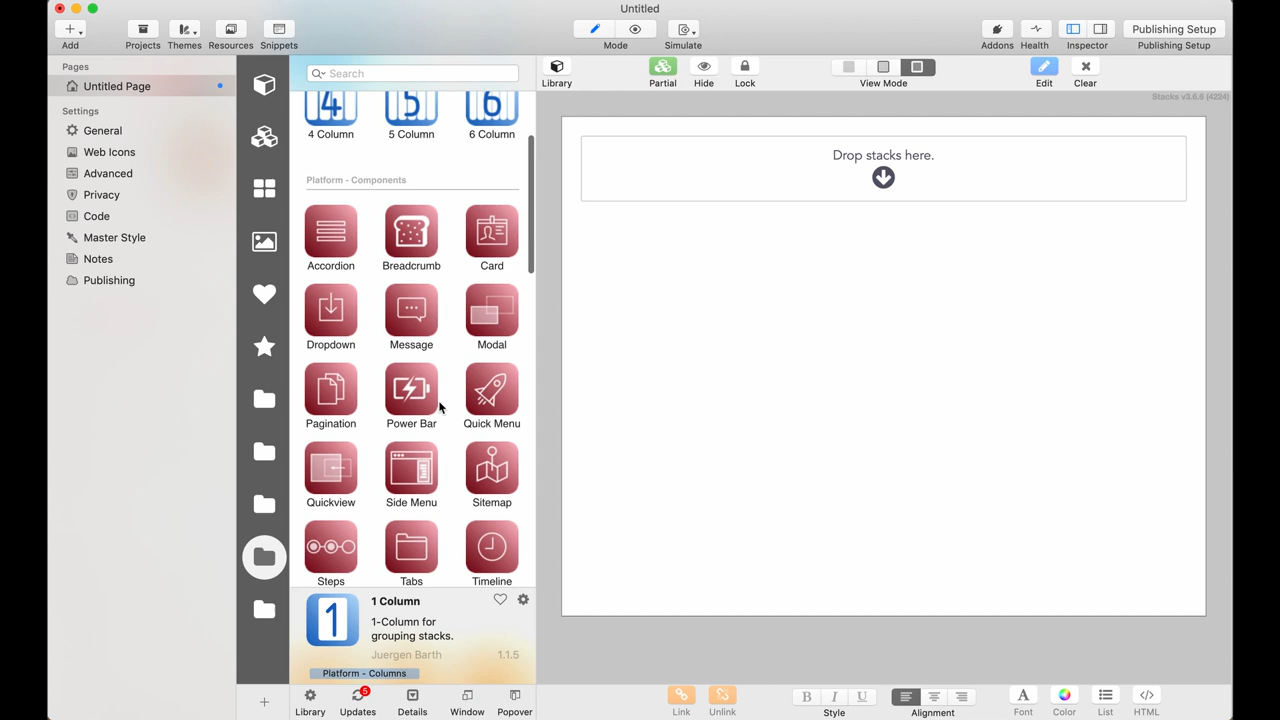 Untitled
Add
Projects
Themes
Resources
Snippets
Mode
Simulate
Addons
Health
Inspector
Publishing Setup
Publishing Setup
Pages
Untitled Page
Settings
General
Web Icons
Advanced
Privacy
Code
Master Style
Notes
Publishing
Search
4
5
6
4 Column
5 Column
6 Column
Platform - Components
Accordion
Breadcrumb
Card
Dropdown
Message
Modal
Pagination
Power Bar
Quick Menu
Quickview
Side Menu
Sitemap
Steps
Tabs
Timeline
1
1 Column
1-Column for
grouping stacks.
Juergen Barth
1.1.5
Platform - Columns
Library
Updates
5
Details
Window
Popover
Library
Partial
Hide
Lock
View Mode
Edit
Clear
Stacks v3.6.6 (4224)
Drop stacks here.
Link
Unlink
B I U
Style
Alignment
A
Font
Color
List
HTML